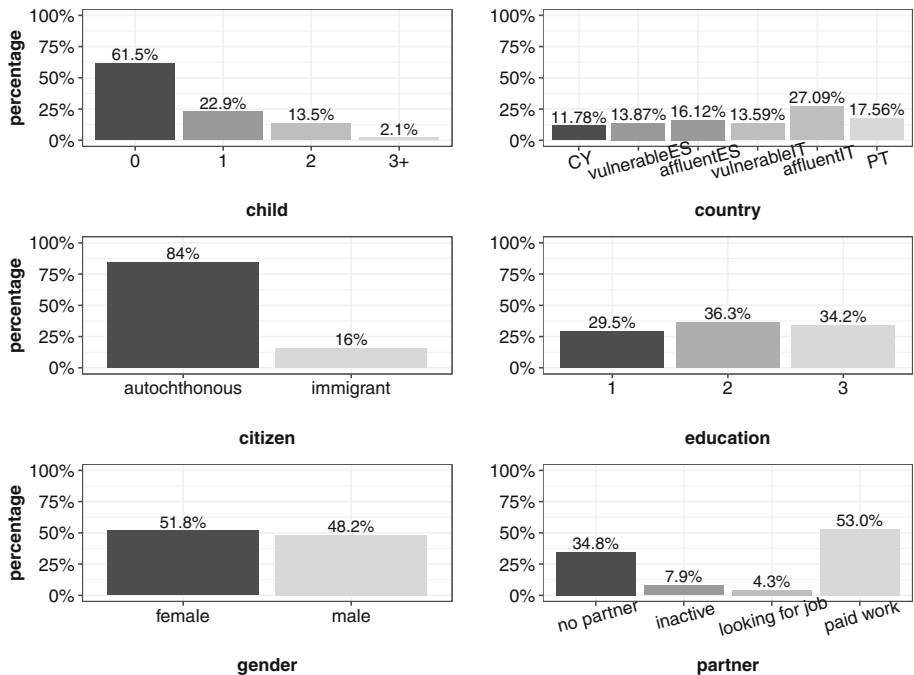 100%
75%
50%
25%
0%
percentage
61.5%
22.9%
13.5%
2.1%
0
1
2
3+
child
100%
75%
50%
25%
0%
11.78%
13.87%
16.12%
13.59%
27.09%
17.56%
CY
vulnerableES
affluentES
vulnerableIT
affluentIT
PT
country
100%
75%
50%
25%
0%
percentage
84%
16%
autochthonous
immigrant
citizen
100%
75%
50%
25%
0%
29.5%
36.3%
34.2%
1
2
3
education
100%
75%
50%
25%
0%
percentage
51.8%
48.2%
female
male
gender
100%
75%
50%
25%
0%
34.8%
7.9%
4.3%
53.0%
no partner
inactive
looking for job
paid work
partner